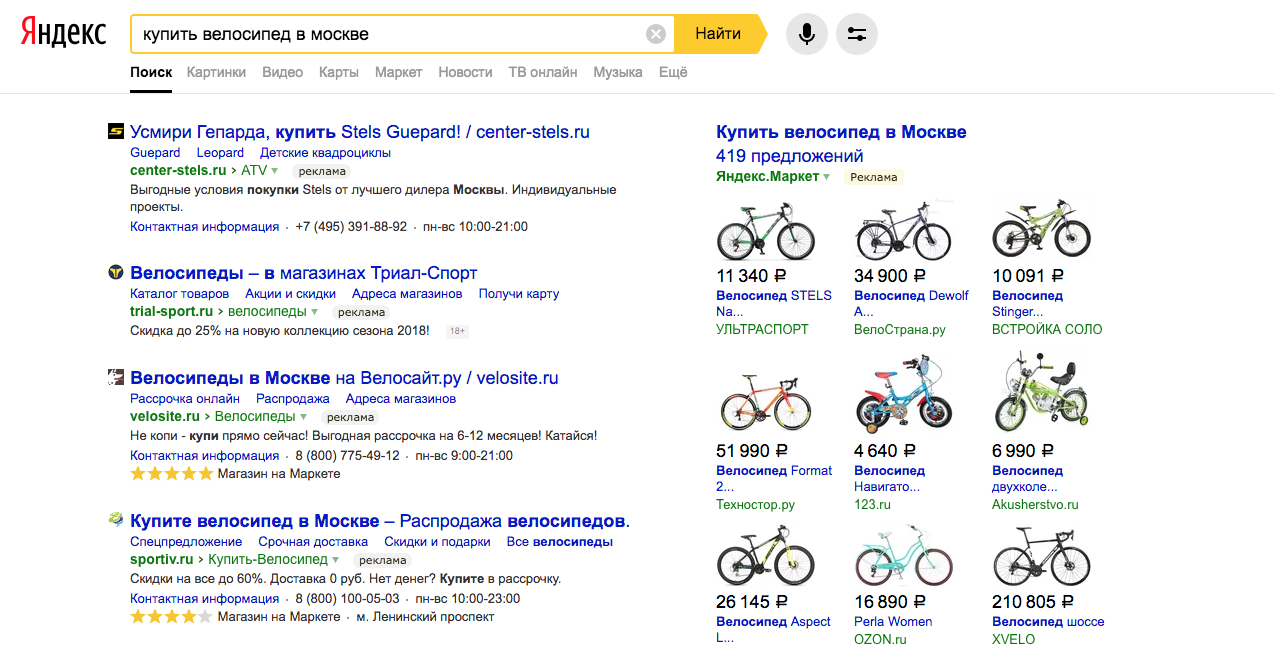 Яндекс
купить велосипед в москве
Найти
Поиск Картинки Видео Карты Маркет Новости ТВ онлайн Музыка Ещё
Усмири Гепарда, купить Stels Guepard! / center-stels.ru
Guepard Leopard Детские квадроциклы
center-stels.ru › ATV реклама
Выгодные условия покупки Stels от лучшего дилера Москвы. Индивидуальные
проекты.
Контактная информация · +7 (495) 391-88-92 · пн-вс 10:00-21:00
Велосипеды – в магазинах Триал-Спорт
Каталог товаров Акции и скидки Адреса магазинов Получи карту
trial-sport.ru › велосипеды реклама
Скидка до 25% на новую коллекцию сезона 2018! 18+
Велосипеды в Москве на Велосайт.ру / velosite.ru
Рассрочка онлайн Распродажа Адреса магазинов
velosite.ru › Велосипеды реклама
Не копи - купи прямо сейчас! Выгодная рассрочка на 6-12 месяцев! Катайся!
Контактная информация · 8 (800) 775-49-12 · пн-вс 9:00-21:00
Магазин на Маркете
Купите велосипед в Москве – Распродажа велосипедов.
Спецпредложение Срочная доставка Скидки и подарки Все велосипеды
sportiv.ru › Купить-Велосипед реклама
Скидки на все до 60%. Доставка 0 руб. Нет денег? Купите в рассрочку.
Контактная информация · 8 (800) 100-05-03 · пн-вс 10:00-23:00
Магазин на Маркете · м. Ленинский проспект
Купить велосипед в Москве
419 предложений
Яндекс.Маркет Реклама
11 340 ₽ 34 900 ₽ 10 091 ₽
Велосипед STELS Велосипед Dewolf Велосипед
Na... A... Stinger...
УЛЬТРАСПОРТ ВелоСтрана.ру ВСТРОЙКА СОЛО
51 990 ₽ 4 640 ₽ 6 990 ₽
Велосипед Format Велосипед Велосипед
2... Навигато... двухколе...
Техностор.ру 123.ru Akusherstvo.ru
26 145 ₽ 16 890 ₽ 210 805 ₽
Велосипед Aspect Perla Women Велосипед шоссе
L... OZON.ru XVELO